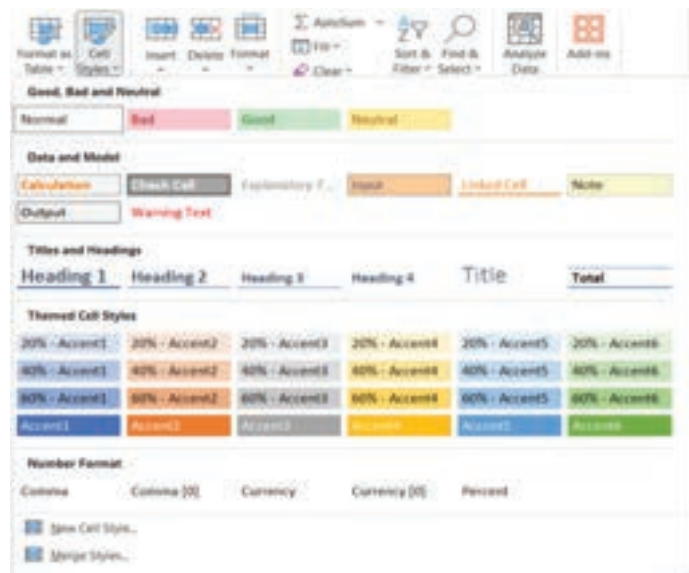 Format as Table
Cell Styles
Insert
Delete
Format
Σ AutoSum
Fill
Clear
Sort & Filter
Find & Select
Analyze Data
Add-ins
Good, Bad and Neutral
Normal Bad Good Neutral
Data and Model
Calculation Check Cell Explanatory T... Input Linked Cell Note
Output Warning Text
Titles and Headings
Heading 1 Heading 2 Heading 3 Heading 4 Title Total
Themed Cell Styles
20% - Accent1 20% - Accent2 20% - Accent3 20% - Accent4 20% - Accent5 20% - Accent6
40% - Accent1 40% - Accent2 40% - Accent3 40% - Accent4 40% - Accent5 40% - Accent6
60% - Accent1 60% - Accent2 60% - Accent3 60% - Accent4 60% - Accent5 60% - Accent6
Accent1 Accent2 Accent3 Accent4 Accent5 Accent6
Number Format
Comma Comma [0] Currency Currency [0] Percent
New Cell Style...
Merge Styles...